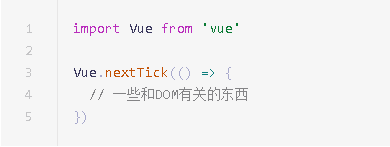 1 import Vue from 'vue'
2
3 Vue.nextTick(() => {
4   // 一些和DOM有关的东西
5 })